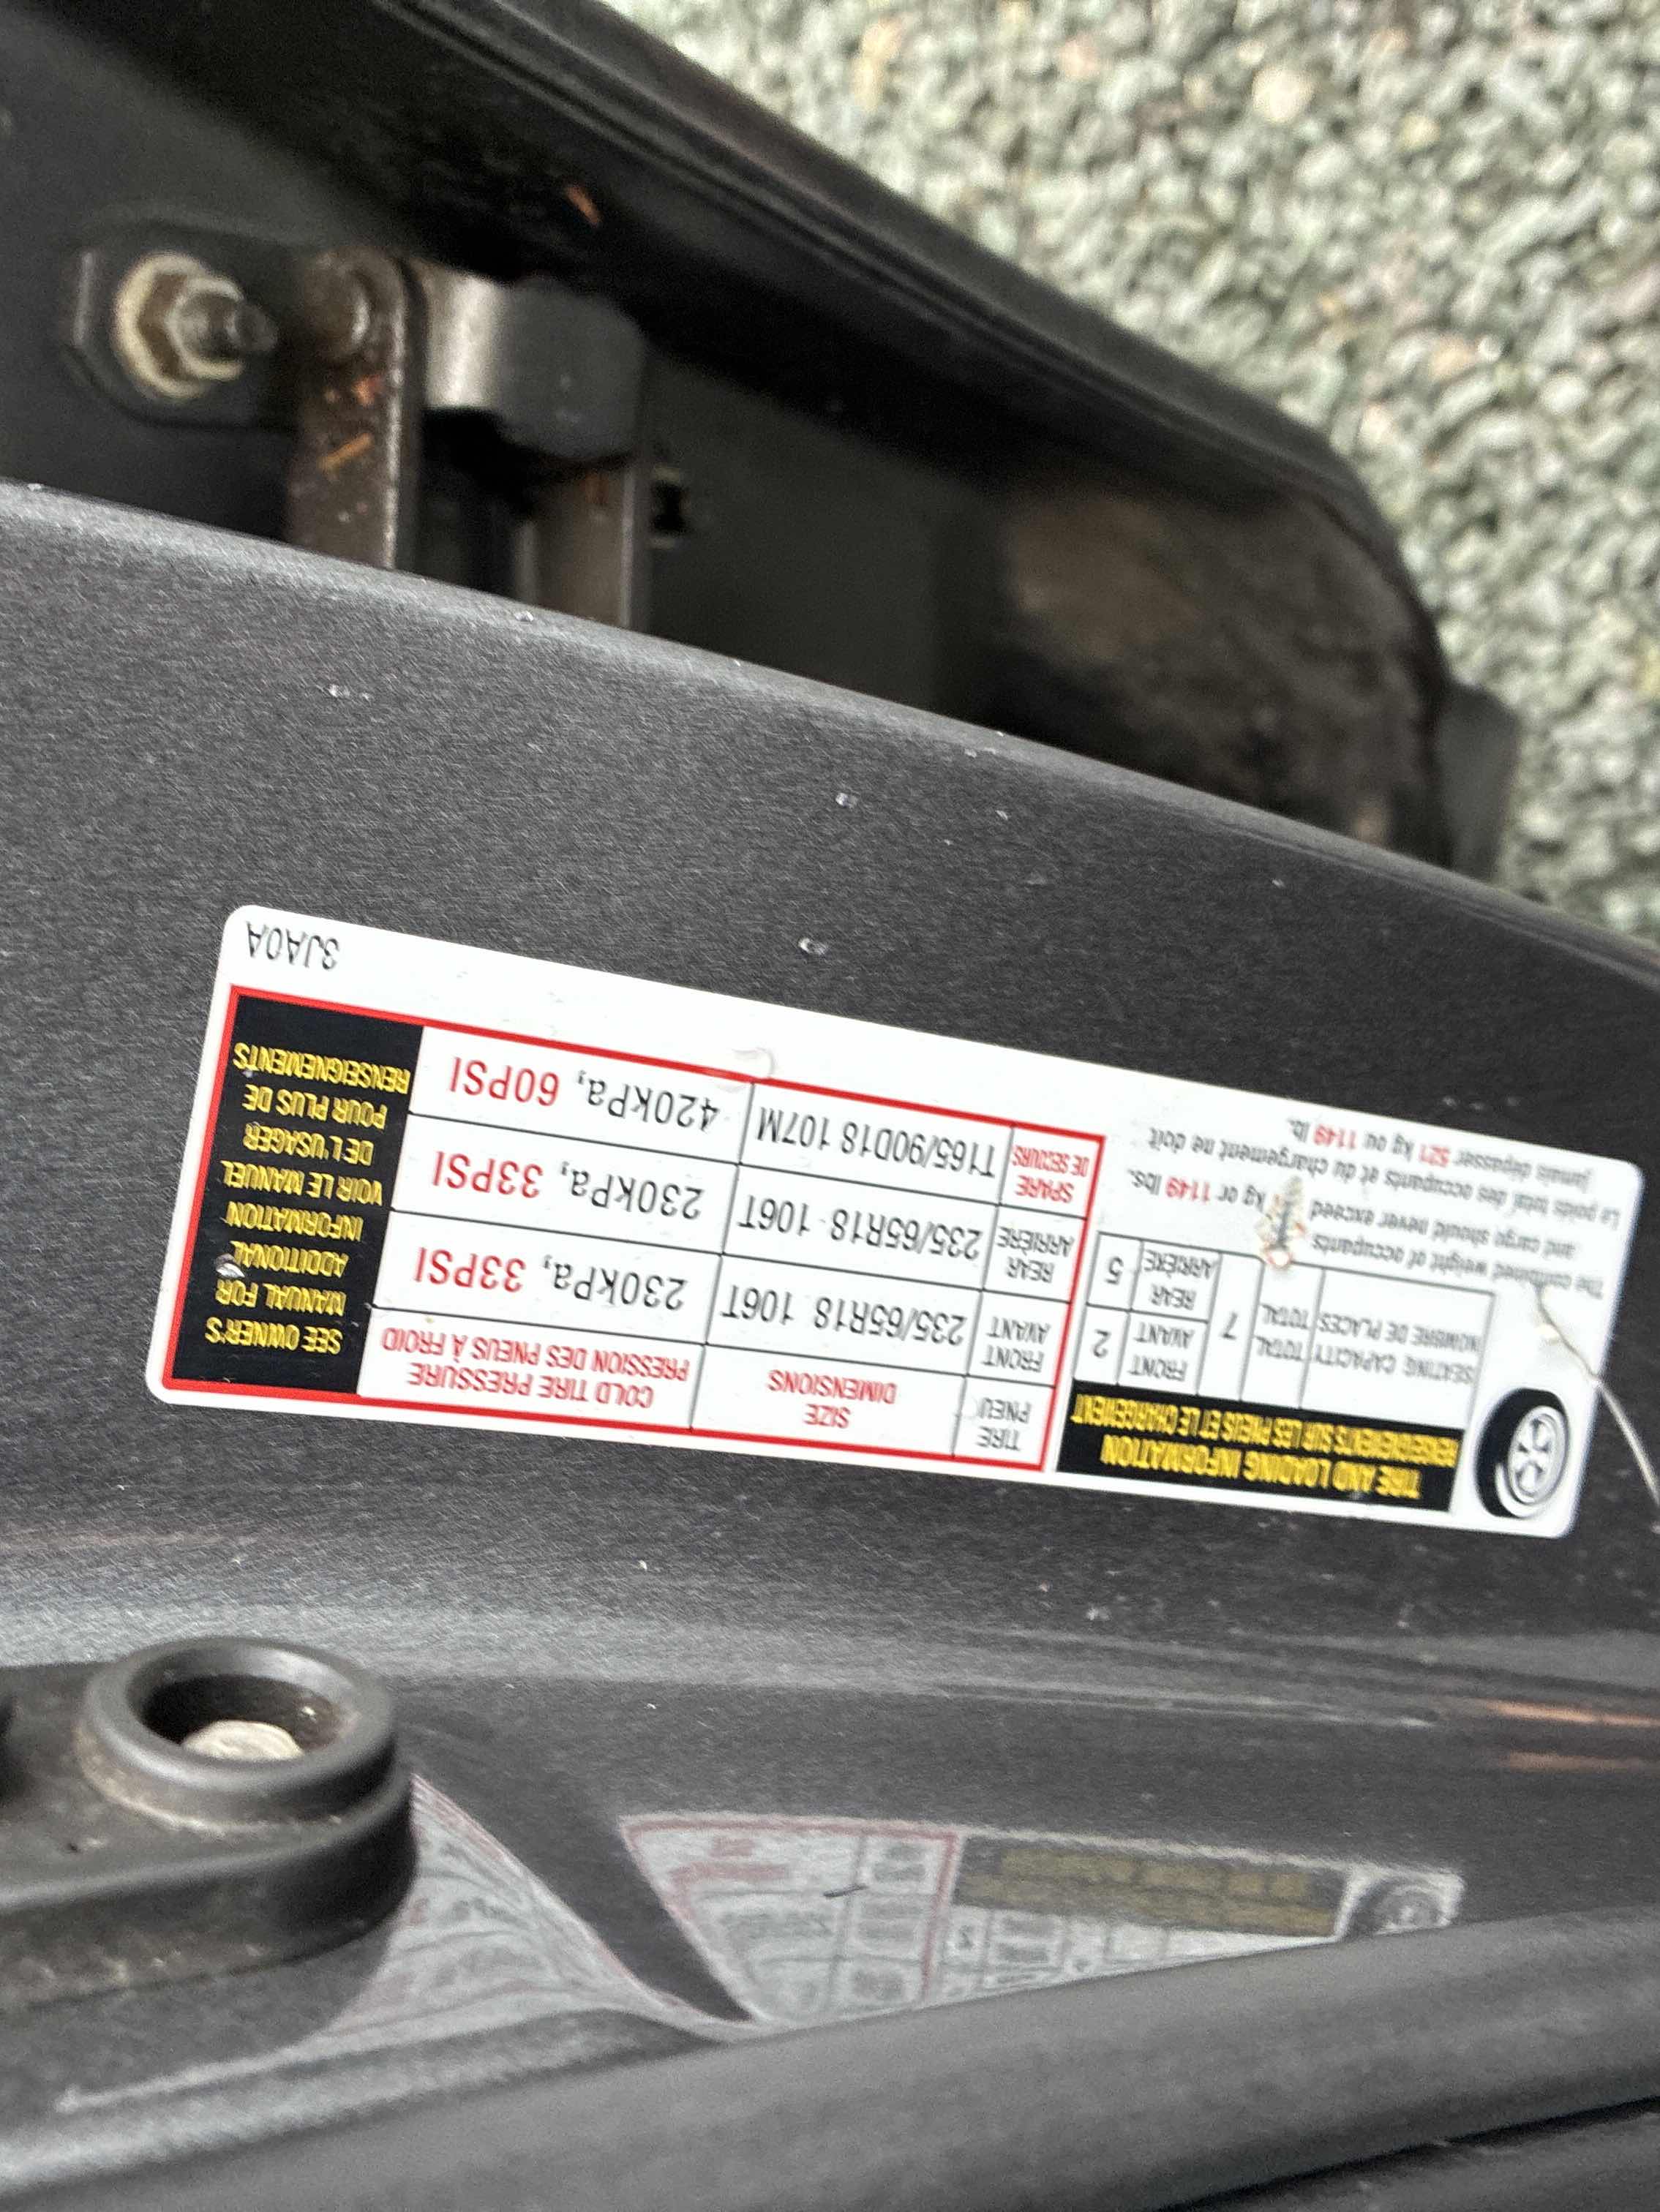 TIRE AND LOADING INFORMATION
RENSEIGNEMENTS SUR LES PNEUS ET LE CHARGEMENT
SEATING CAPACITY
NOMBRE DE PLACES
TOTAL
TOTAL
7
FRONT
AVANT
2
REAR
ARRIÈRE
5
The combined weight of occupants
and cargo should never exceed
kg or 1149 lbs.
Le poids total des occupants et du chargement ne doit
jamais dépasser 521 kg ou 1149 lb.
TIRE
PNEU
SIZE
DIMENSIONS
COLD TIRE PRESSURE
PRESSION DES PNEUS À FROID
FRONT
AVANT
235/65R18 106T
230kPa, 33PSI
REAR
ARRIÈRE
235/65R18 106T
230kPa, 33PSI
SPARE
DE SECOURS
T165/90D18 107M
420kPa, 60PSI
SEE OWNER'S
MANUAL FOR
ADDITIONAL
INFORMATION
VOIR LE MANUEL
DE L'USAGER
POUR PLUS DE
RENSEIGNEMENTS
3JA0A